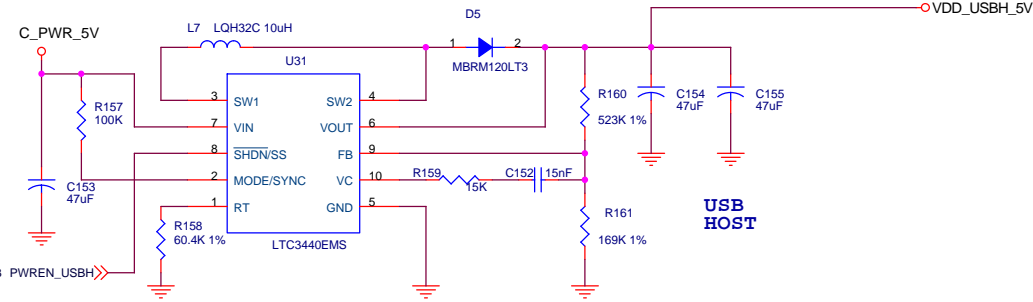 VDD_USBH_5V
D5
L7 LQH32C 10uH
C_PWR_5V
1 2
U31
MBRM120LT3
3 SW1 SW2 4
R160
C154
47uF
C155
47uF
R157
100K
7 VIN VOUT 6
523K 1%
8 SHDN/SS FB 9
R159
15K
C152 15nF
2 MODE/SYNC VC 10
C153
47uF
USB
HOST
1 RT GND 5
R161
169K 1%
R158
60.4K 1%
LTC3440EMS
PWREN_USBH